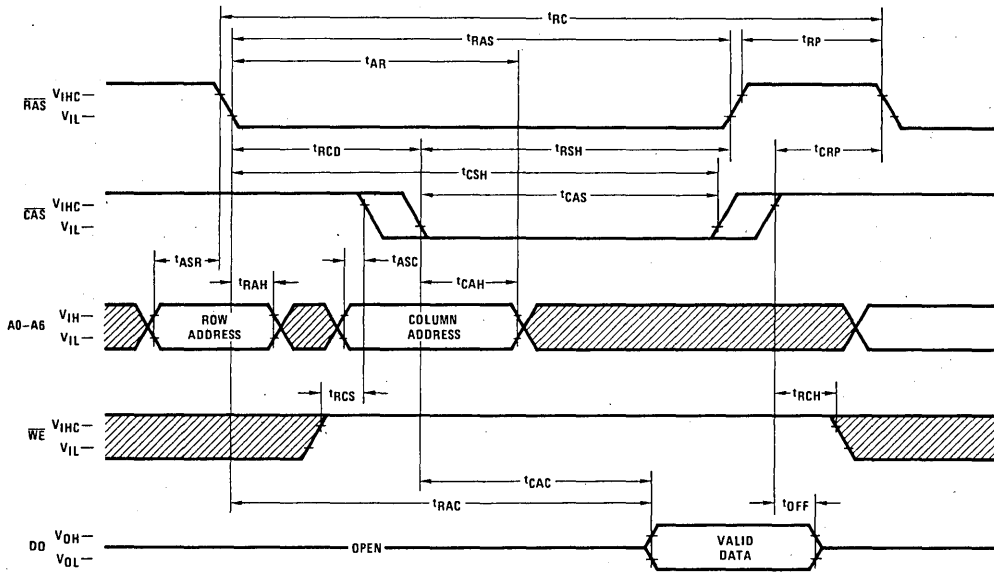 tRC
tRAS
tRP
tAR
RAS
VIHC
VIL
tRCD
tRSH
tCRP
tCSH
tCAS
CAS
VIHC
VIL
tASR
tASC
tRAH
tCAH
A0-A6
VIH
VIL
ROW
ADDRESS
COLUMN
ADDRESS
tRCS
tRCH
WE
VIHC
VIL
tCAC
tRAC
tOFF
DO
VOH
VOL
OPEN
VALID
DATA